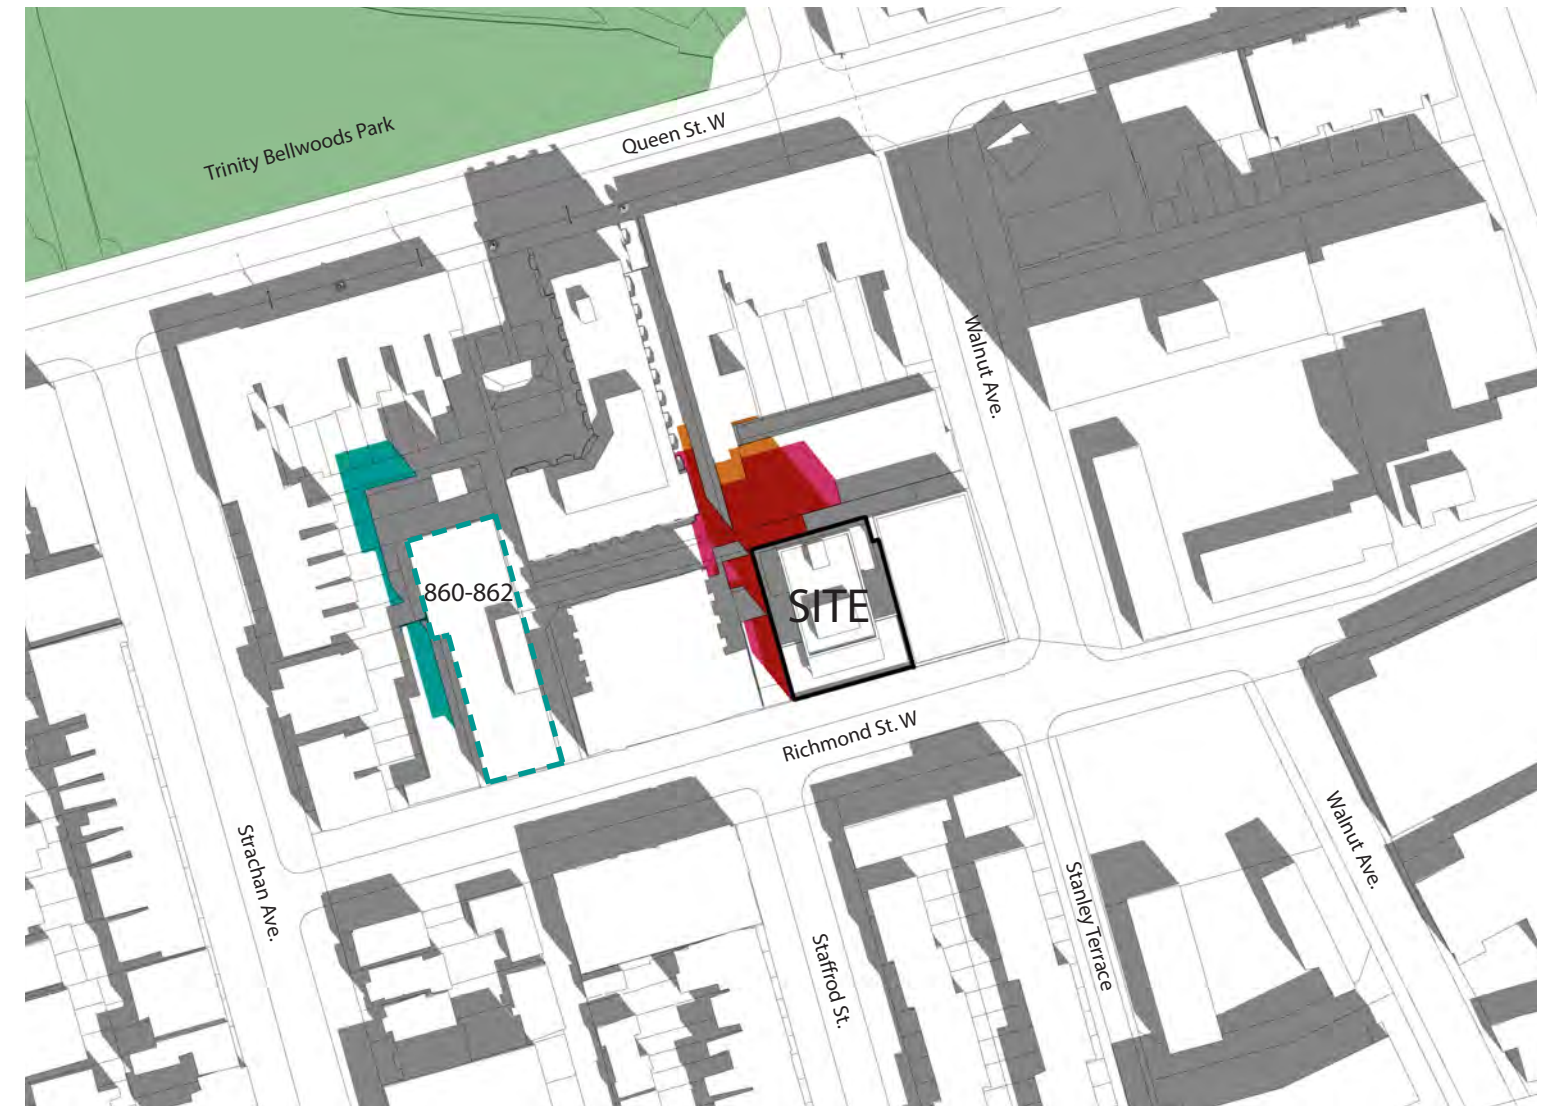 Trinity Bellwoods Park
Queen St. W
Walnut Ave.
860-862
SITE
Richmond St. W
Strachan Ave.
Staffrod St.
Stanley Terrace
Walnut Ave.